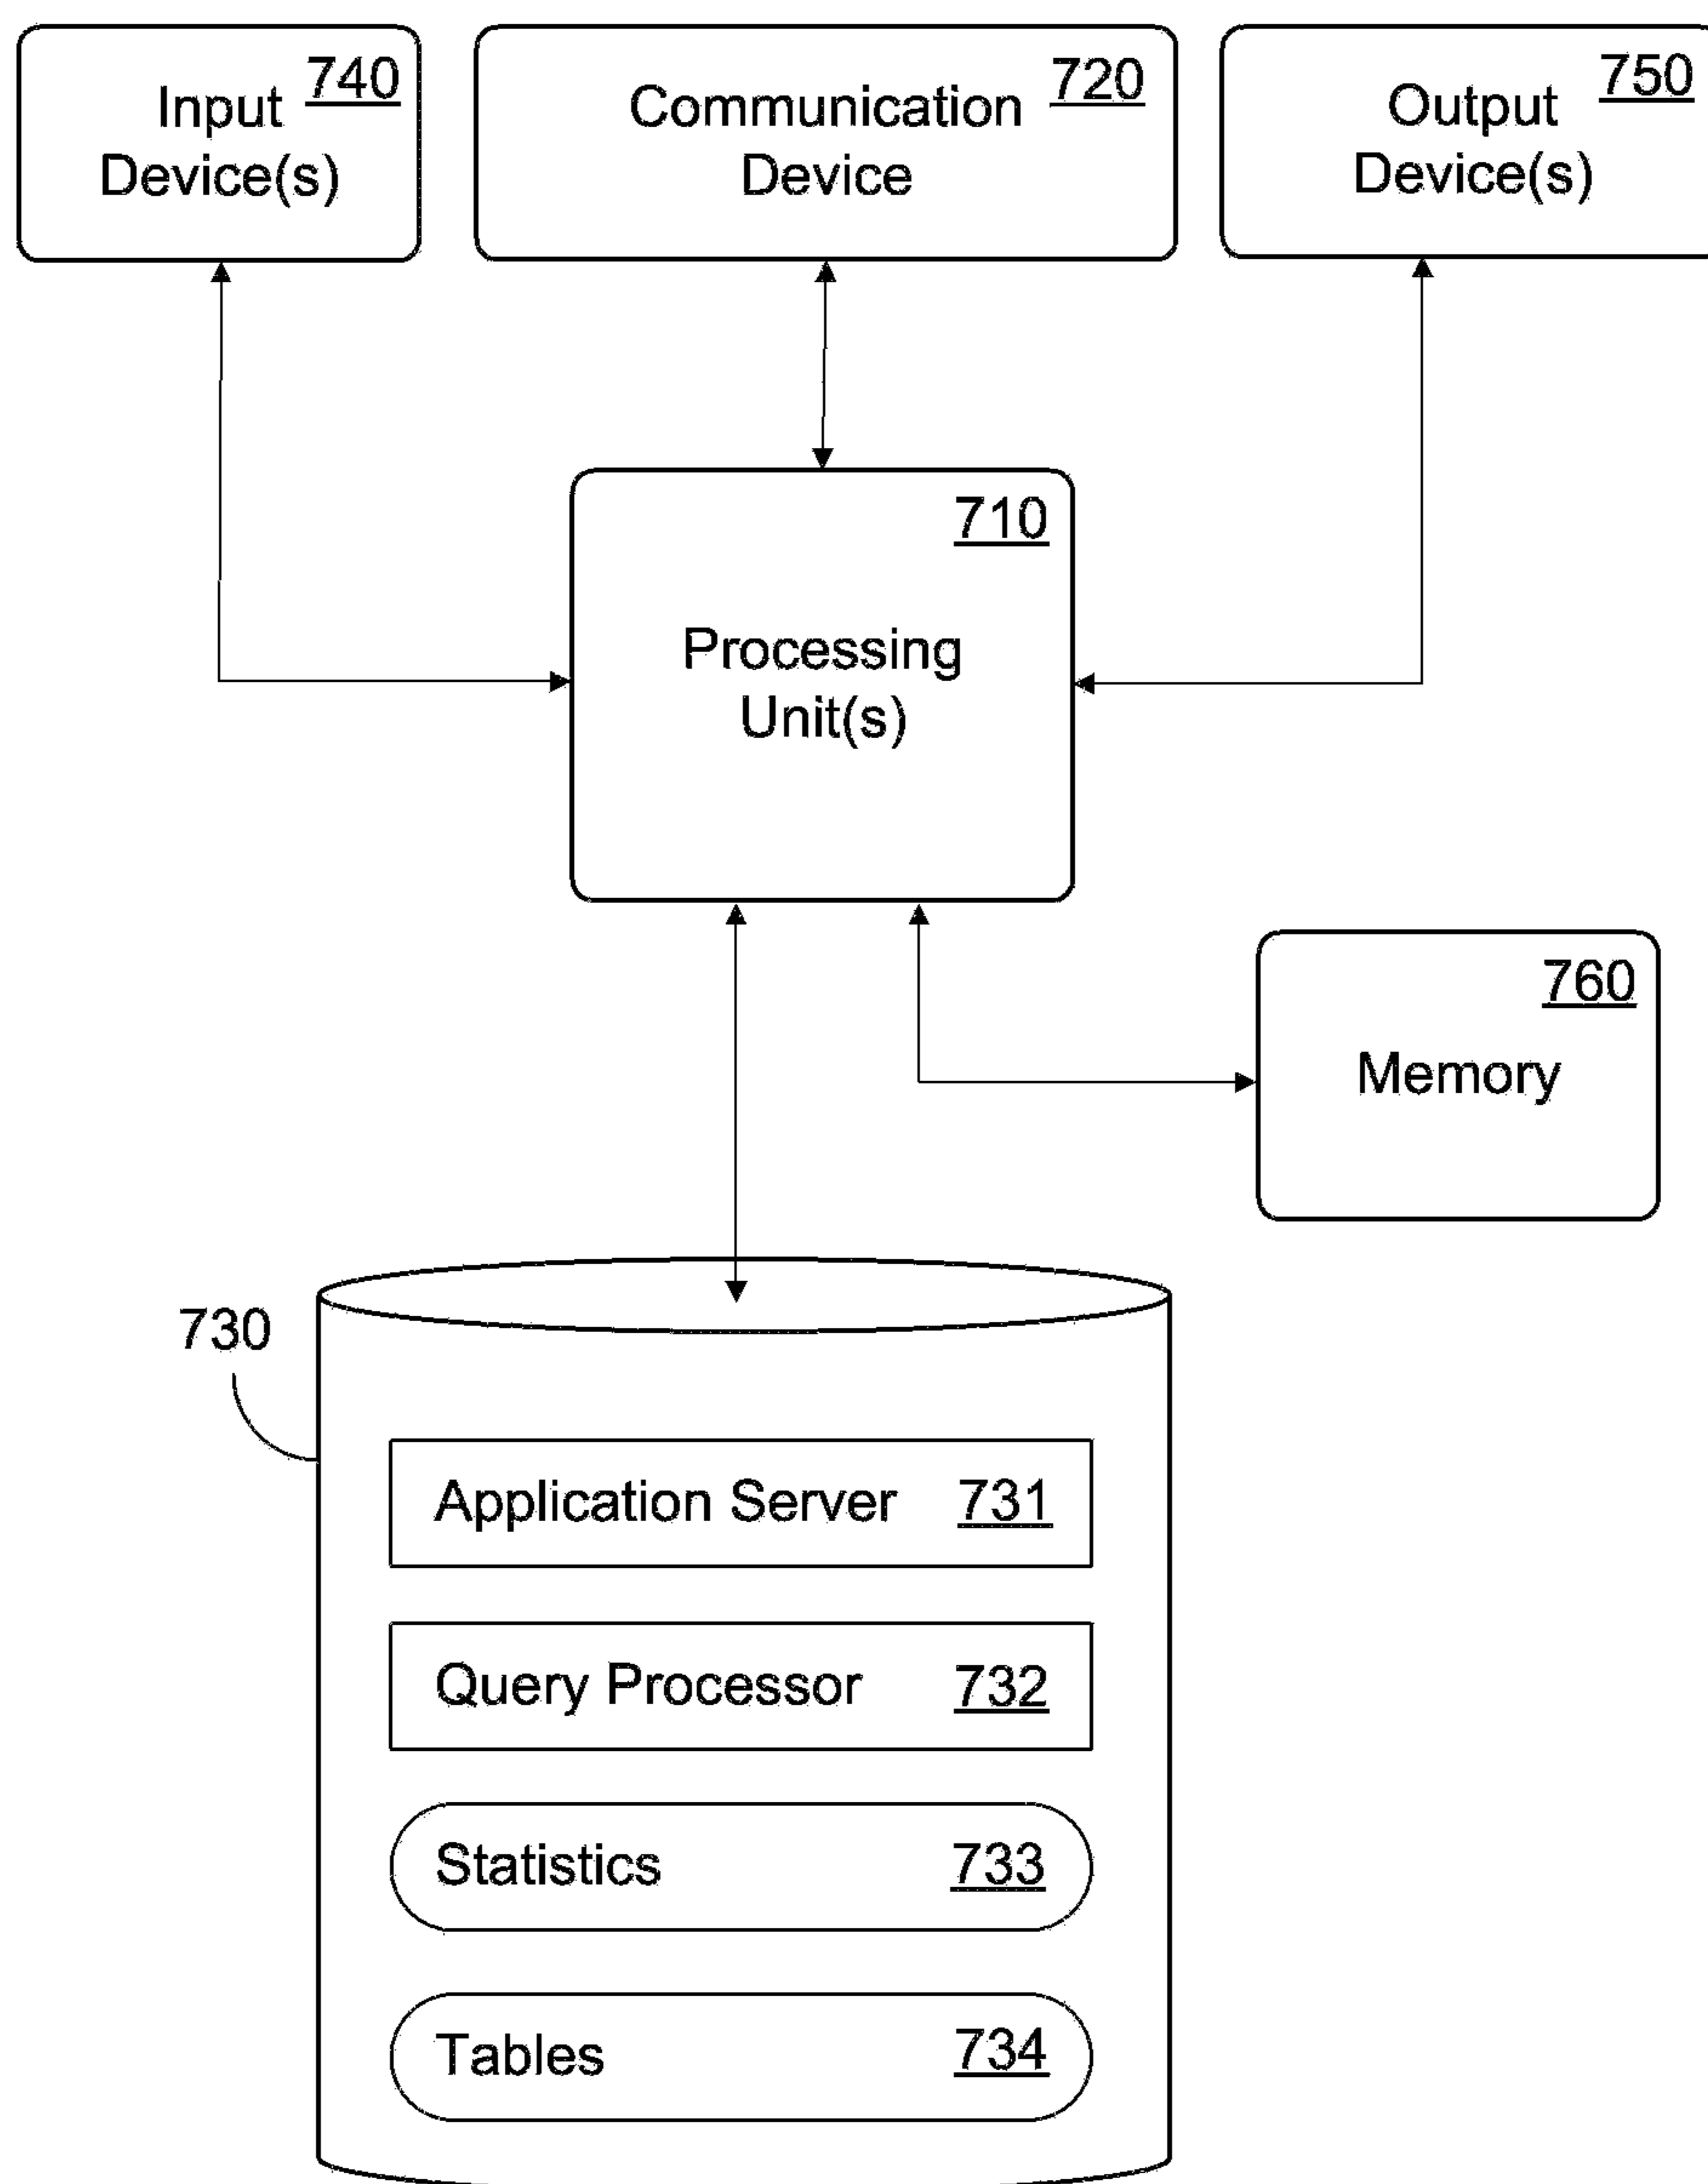 Input 740
Device(s)
Communication 720
Device
Output 750
Device(s)
710
Processing
Unit(s)
760
Memory
730
Application Server 731
Query Processor 732
Statistics 733
Tables 734